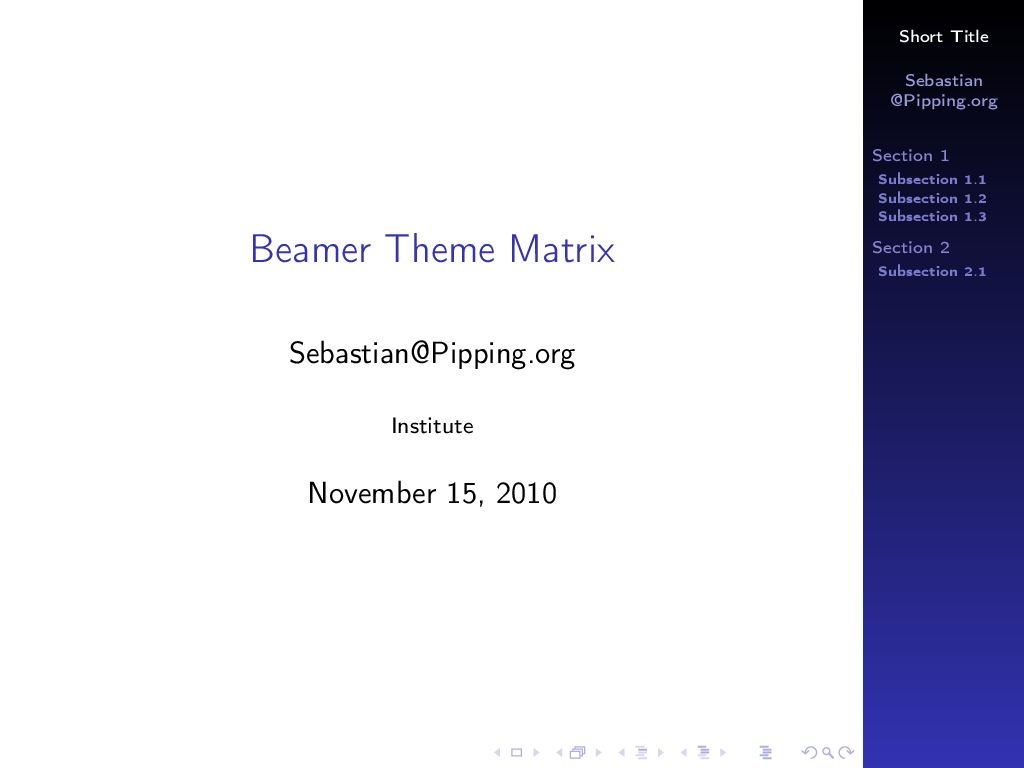 Beamer Theme Matrix
Sebastian@Pipping.org
Institute
November 15, 2010
Short Title
Sebastian
@Pipping.org
Section 1
Subsection 1.1
Subsection 1.2
Subsection 1.3
Section 2
Subsection 2.1